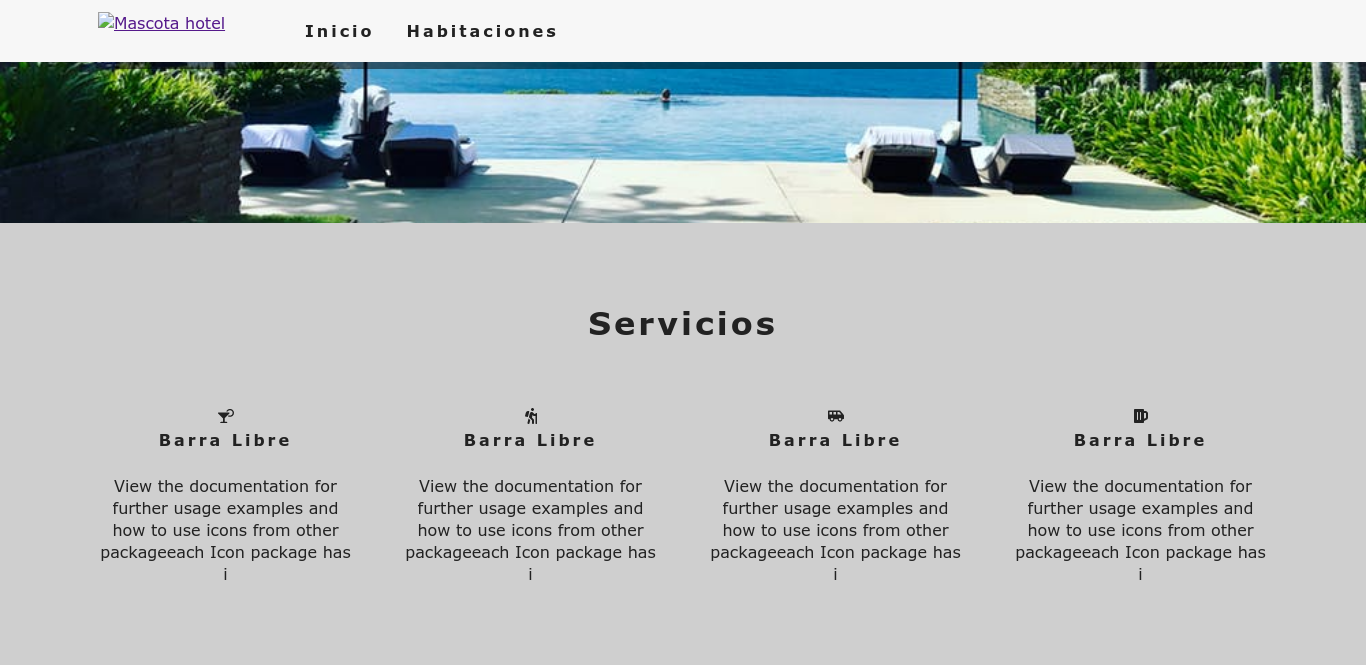 Mascota hotel
Inicio Habitaciones
Servicios
Barra Libre
View the documentation for
further usage examples and
how to use icons from other
packageeach Icon package has
i
Barra Libre
View the documentation for
further usage examples and
how to use icons from other
packageeach Icon package has
i
Barra Libre
View the documentation for
further usage examples and
how to use icons from other
packageeach Icon package has
i
Barra Libre
View the documentation for
further usage examples and
how to use icons from other
packageeach Icon package has
i